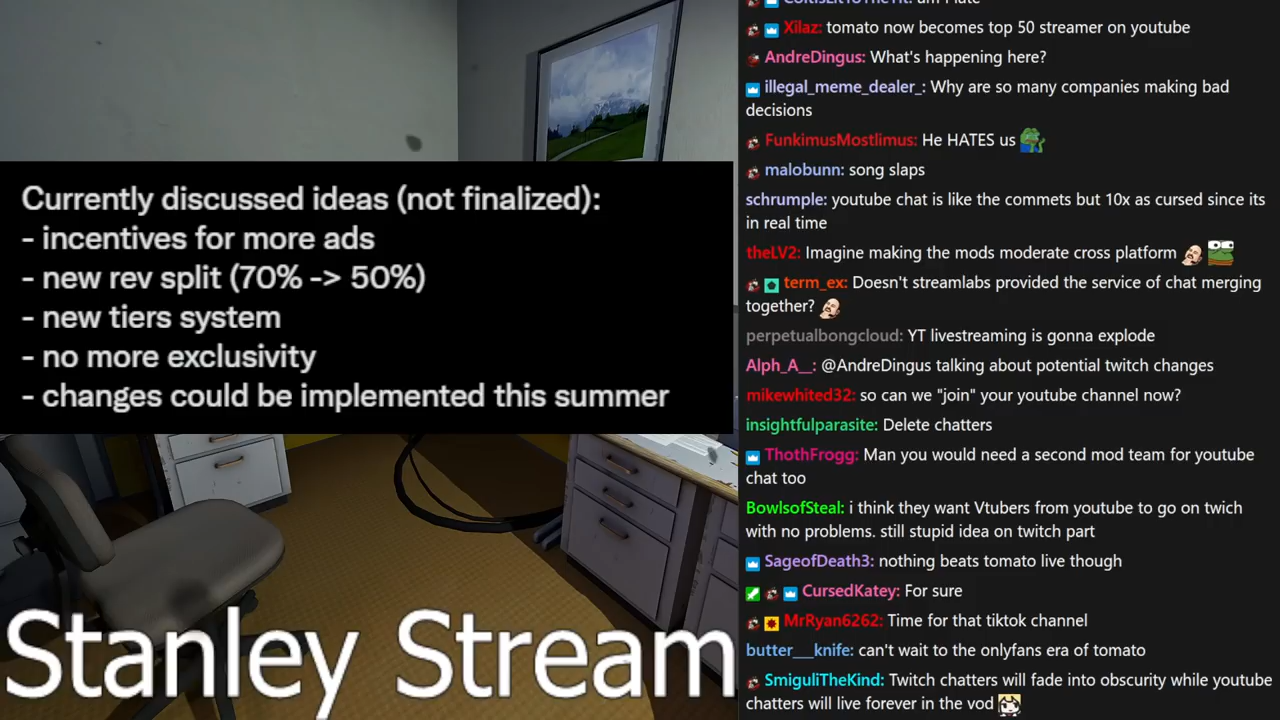 Currently discussed ideas (not finalized):
- incentives for more ads
- new rev split (70% -> 50%)
- new tiers system
- no more exclusivity
- changes could be implemented this summer
Stanley Stream
Xilaz: tomato now becomes top 50 streamer on youtube
AndreDingus: What's happening here?
illegal_meme_dealer_: Why are so many companies making bad
decisions
FunkimusMostlimus: He HATES us
malobunn: song slaps
schrumple: youtube chat is like the commets but 10x as cursed since its
in real time
theLV2: Imagine making the mods moderate cross platform
term_ex: Doesn't streamlabs provided the service of chat merging
together?
perpetualbongcloud: YT livestreaming is gonna explode
Alph_A__: @AndreDingus talking about potential twitch changes
mikewhited32: so can we "join" your youtube channel now?
insightfulparasite: Delete chatters
ThothFrogg: Man you would need a second mod team for youtube
chat too
BowlsofSteal: i think they want Vtubers from youtube to go on twich
with no problems. still stupid idea on twitch part
SageofDeath3: nothing beats tomato live though
CursedKatey: For sure
MrRyan6262: Time for that tiktok channel
butter___knife: can't wait to the onlyfans era of tomato
SmiguliTheKind: Twitch chatters will fade into obscurity while youtube
chatters will live forever in the vod